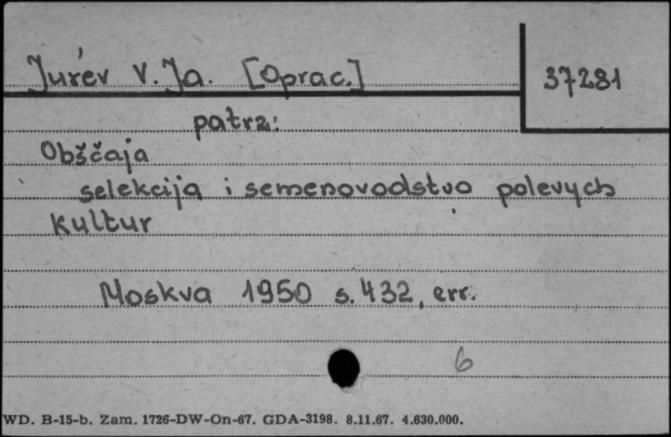 Jur'ev V. Ja. [Oprac.]
37281
patrz:
Obščaja
selekcija i semenovodstvo polevych
kultur
Moskva 1950 s. 432, err.
6
WD. B-15-b. Zam. 1726-DW-On-67. GDA-3198. 8.11.67. 4.630.000.